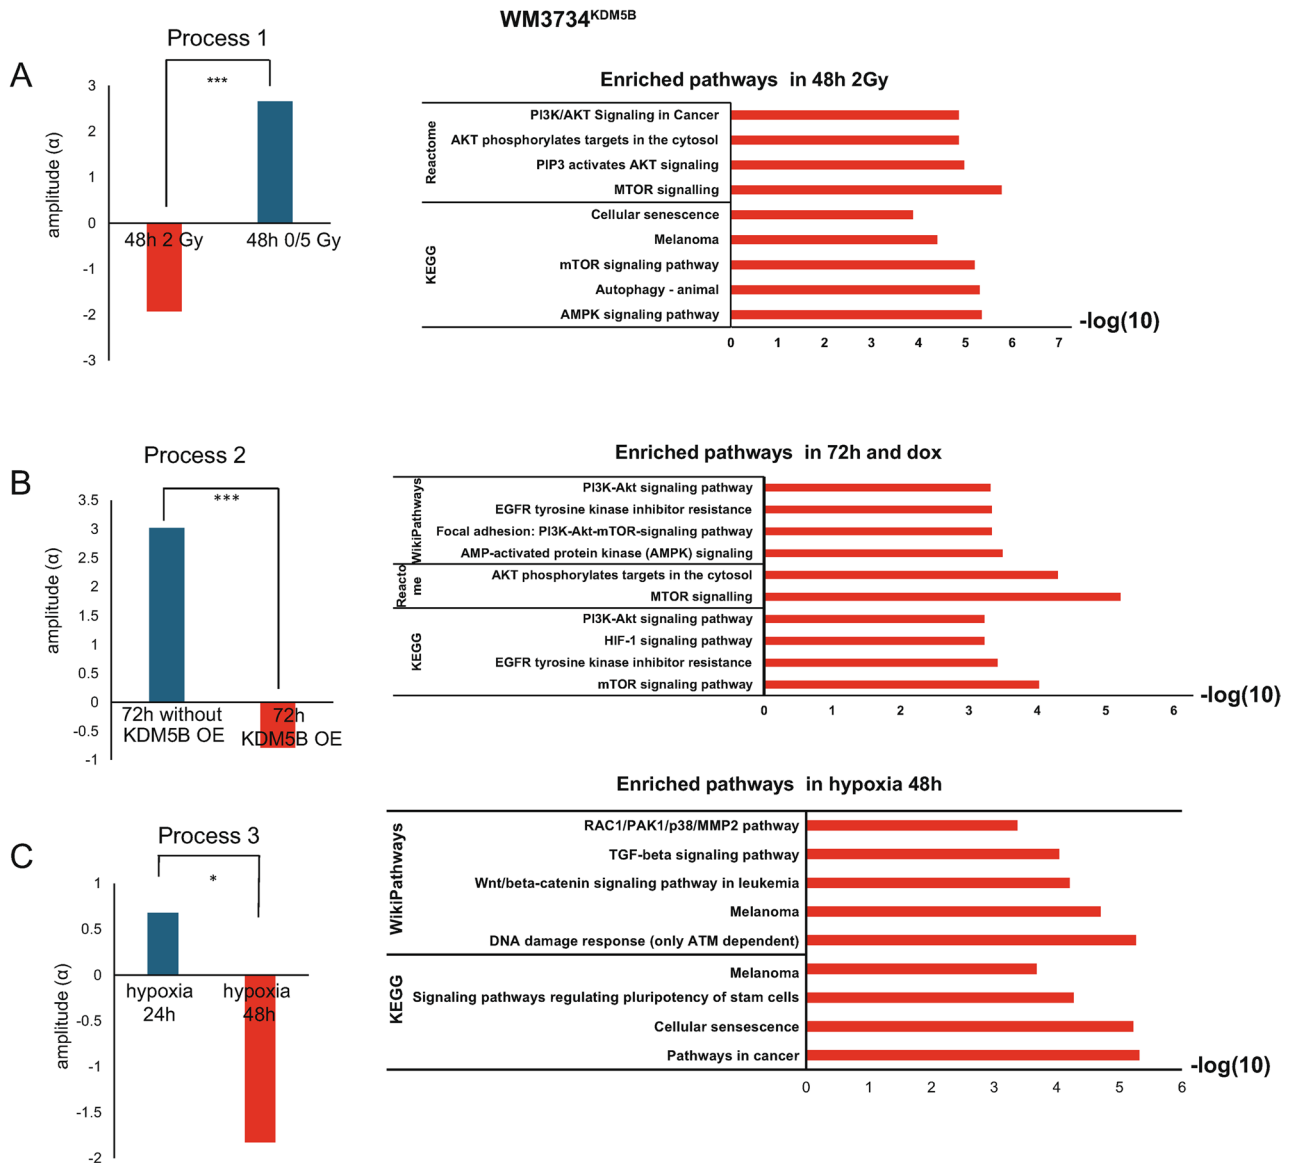 WM3734KDM5B
A
Process 1
***
amplitude (α)
3
2
1
0
-1
-2
-3
48h 2 Gy
48h 0/5 Gy
Enriched pathways in 48h 2Gy
Reactome
PI3K/AKT Signaling in Cancer
AKT phosphorylates targets in the cytosol
PIP3 activates AKT signaling
MTOR signalling
KEGG
Cellular senescence
Melanoma
mTOR signaling pathway
Autophagy - animal
AMPK signaling pathway
-log(10)
0 1 2 3 4 5 6 7
B
Process 2
***
amplitude (α)
3.5
3
2.5
2
1.5
1
0.5
0
-0.5
-1
72h without
KDM5B OE
72h
KDM5B OE
Enriched pathways in 72h and dox
WikiPathways
PI3K-Akt signaling pathway
EGFR tyrosine kinase inhibitor resistance
Focal adhesion: PI3K-Akt-mTOR-signaling pathway
AMP-activated protein kinase (AMPK) signaling
Reacto
me
AKT phosphorylates targets in the cytosol
MTOR signalling
KEGG
PI3K-Akt signaling pathway
HIF-1 signaling pathway
EGFR tyrosine kinase inhibitor resistance
mTOR signaling pathway
-log(10)
0 1 2 3 4 5 6
C
Process 3
*
amplitude (α)
1
0.5
0
-0.5
-1
-1.5
-2
hypoxia
24h
hypoxia
48h
Enriched pathways in hypoxia 48h
WikiPathways
RAC1/PAK1/p38/MMP2 pathway
TGF-beta signaling pathway
Wnt/beta-catenin signaling pathway in leukemia
Melanoma
DNA damage response (only ATM dependent)
KEGG
Melanoma
Signaling pathways regulating pluripotency of stam cells
Cellular sensescence
Pathways in cancer
-log(10)
0 1 2 3 4 5 6